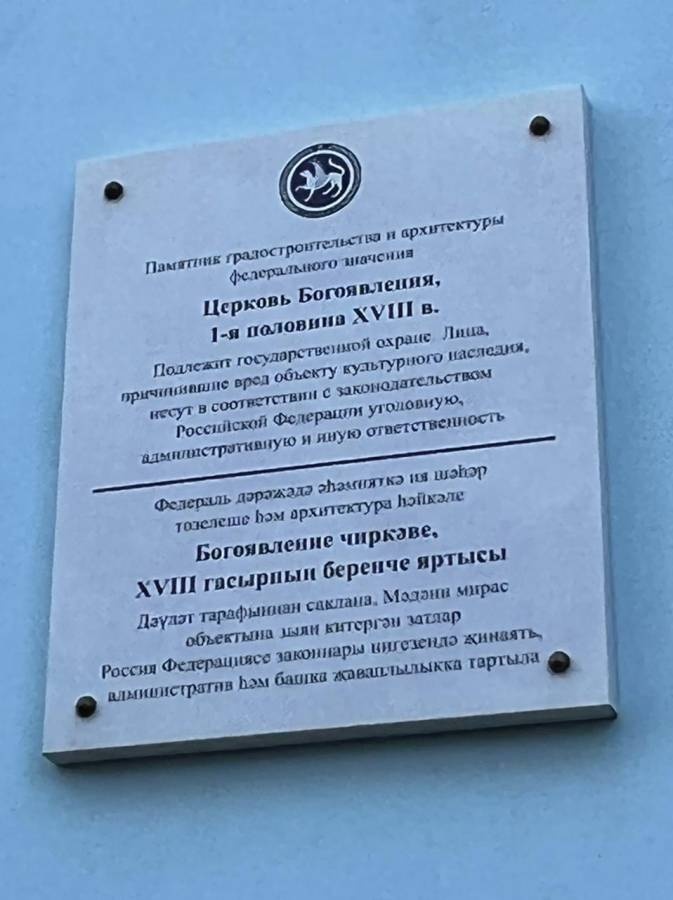 Памятник градостроительства и архитектуры
федерального значения
Церковь Богоявления,
1-я половина XVIII в.
Подлежит государственной охране. Лица,
причинившие вред объекту культурного наследия,
несут в соответствии с законодательством
Российской Федерации уголовную,
административную и иную ответственность
Федераль дәрәжәдә әһәмияткә ия шәһәр
төзелеше һәм архитектура һәйкәле
Богоявление чиркәве,
XVIII гасырның беренче яртысы
Дәүләт тарафыннан саклана. Мәдәни мирас
объектына зыян китергән затлар
Россия Федерациясе законнары нигезендә җинаять,
административ һәм башка җаваплылыкка тартыла